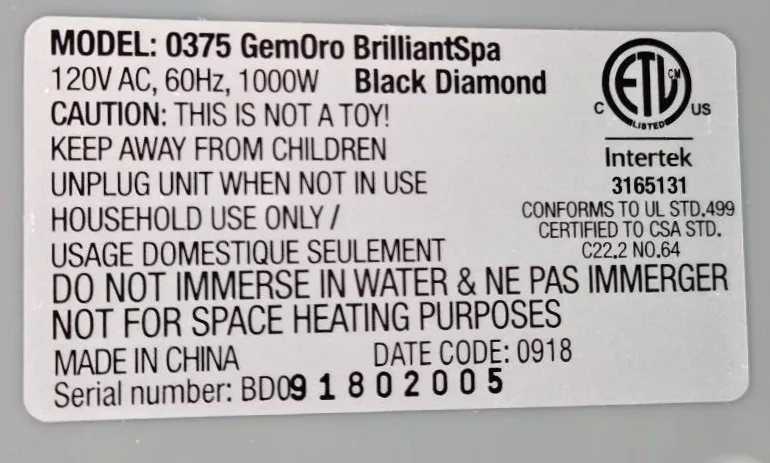 MODEL: 0375 GemOro BrilliantSpa
120V AC, 60Hz, 1000W Black Diamond
CAUTION: THIS IS NOT A TOY!
KEEP AWAY FROM CHILDREN
UNPLUG UNIT WHEN NOT IN USE
HOUSEHOLD USE ONLY /
USAGE DOMESTIQUE SEULEMENT
DO NOT IMMERSE IN WATER & NE PAS IMMERGER
NOT FOR SPACE HEATING PURPOSES
MADE IN CHINA DATE CODE: 0918
Serial number: BD091802005
ETL CM
C US
LISTED
Intertek
3165131
CONFORMS TO UL STD.499
CERTIFIED TO CSA STD.
C22.2 NO.64